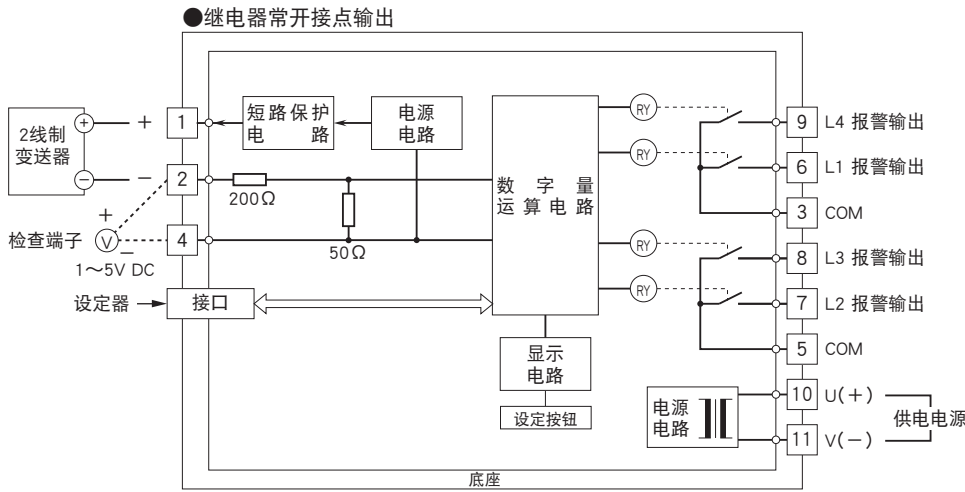 ●继电器常开接点输出
2线制
变送器
+
+
1
短路保护
电 路
电源
电路
−
−
2
200Ω
50Ω
+
检查端子
V
−
1～5V DC
4
设定器
接口
数 字 量
运算电路
RY
RY
RY
RY
显示
电路
设定按钮
电源
电路
9 L4 报警输出
6 L1 报警输出
3 COM
8 L3 报警输出
7 L2 报警输出
5 COM
10 U(+)
供电电源
11 V(−)
底座